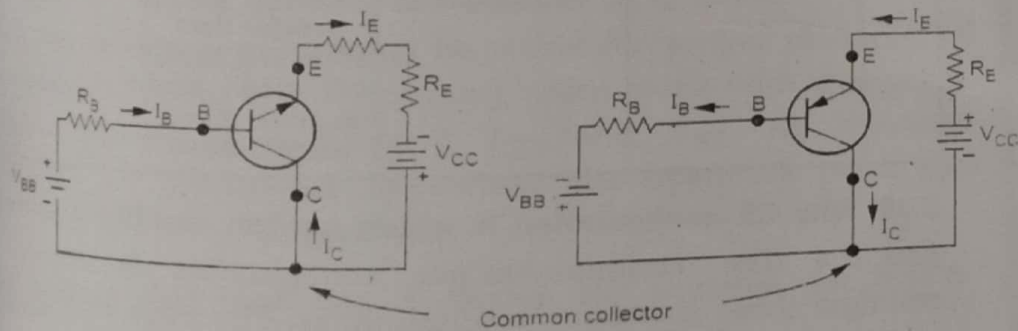 I_E
E
R_E
R_B
I_B
B
- V_CC +
+ V_BB -
C
I_C
I_E
E
R_E
R_B
I_B
B
+ V_CC -
- V_BB +
C
I_C
Common collector